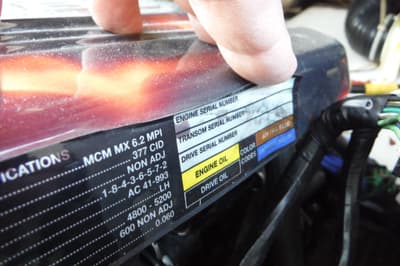 FICATIONS
MCM MX 6.2 MPI
377 CID
NON ADJ
1-8-4-3-6-5-7-2
AC 41-993
LH
4800 - 5200
600 NON ADJ
0.060
ENGINE SERIAL NUMBER
TRANSOM SERIAL NUMBER
DRIVE SERIAL NUMBER
ENGINE OIL
DRIVE OIL
COLOR
CODES